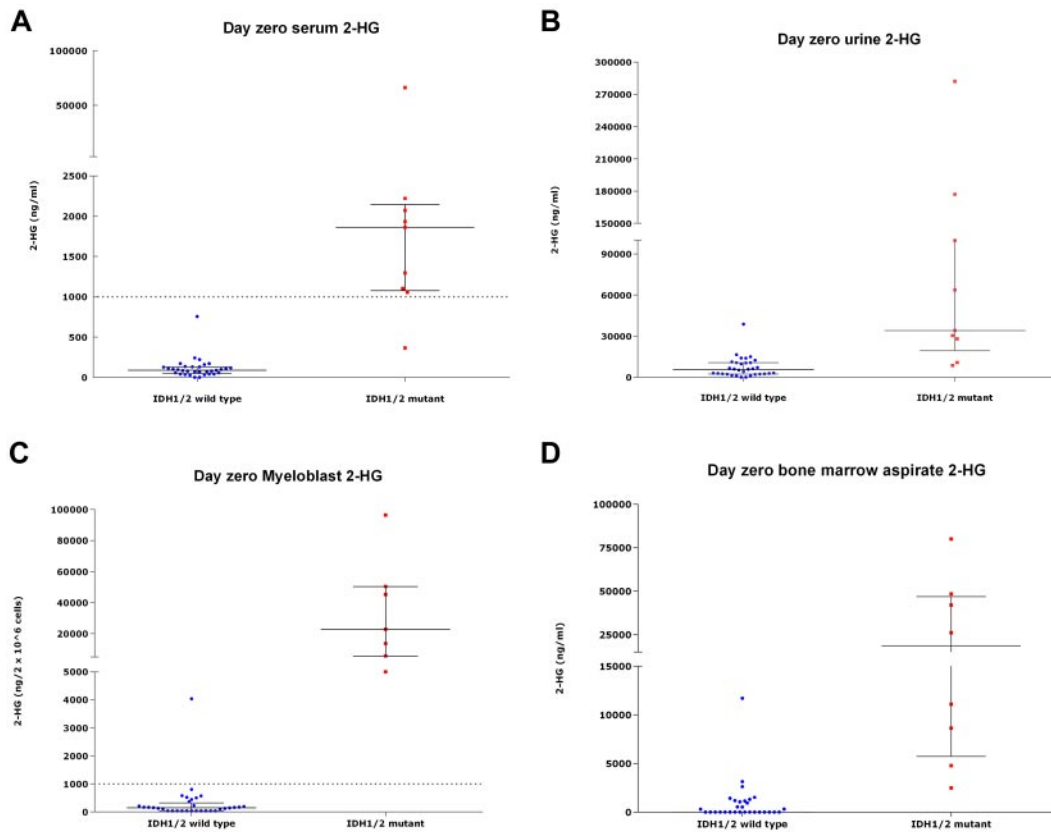 A
Day zero serum 2-HG
100000
50000
2500
2000
1500
1000
500
0
2-HG (ng/ml)
IDH1/2 wild type
IDH1/2 mutant
B
Day zero urine 2-HG
300000
270000
240000
210000
180000
150000
90000
60000
30000
0
2-HG (ng/ml)
IDH1/2 wild type
IDH1/2 mutant
C
Day zero Myeloblast 2-HG
100000
80000
60000
40000
20000
5000
4000
3000
2000
1000
0
2-HG (ng/2 x 10^6 cells)
IDH1/2 wild type
IDH1/2 mutant
D
Day zero bone marrow aspirate 2-HG
100000
75000
50000
25000
15000
10000
5000
0
2-HG (ng/ml)
IDH1/2 wild type
IDH1/2 mutant